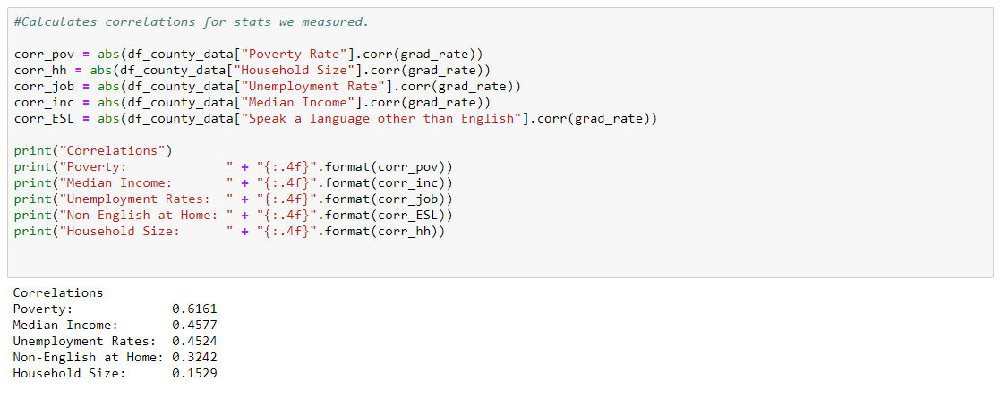 #Calculates correlations for stats we measured.
corr_pov = abs(df_county_data["Poverty Rate"].corr(grad_rate))
corr_hh = abs(df_county_data["Household Size"].corr(grad_rate))
corr_job = abs(df_county_data["Unemployment Rate"].corr(grad_rate))
corr_inc = abs(df_county_data["Median Income"].corr(grad_rate))
corr_ESL = abs(df_county_data["Speak a language other than English"].corr(grad_rate))
print("Correlations")
print("Poverty:             " + "{:.4f}".format(corr_pov))
print("Median Income:       " + "{:.4f}".format(corr_inc))
print("Unemployment Rates:  " + "{:.4f}".format(corr_job))
print("Non-English at Home: " + "{:.4f}".format(corr_ESL))
print("Household Size:      " + "{:.4f}".format(corr_hh))
Correlations
Poverty:             0.6161
Median Income:       0.4577
Unemployment Rates:  0.4524
Non-English at Home: 0.3242
Household Size:      0.1529